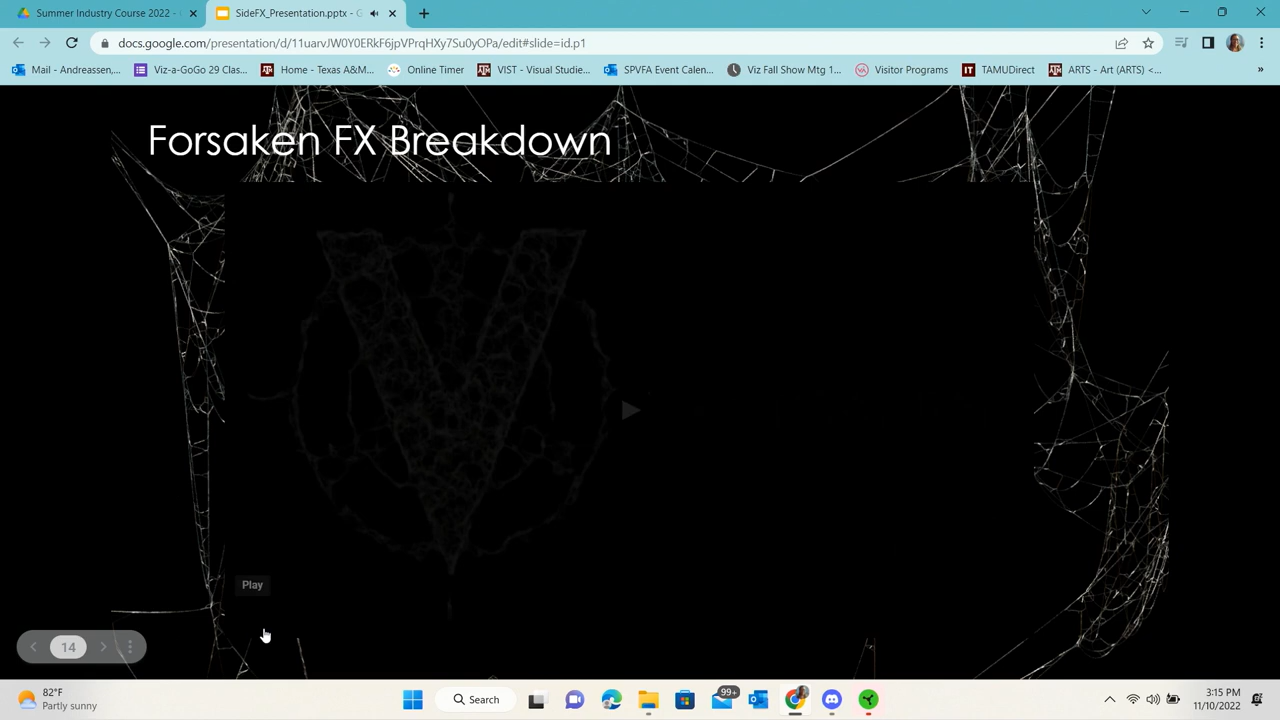 Summer Industry Course 2022 -
SideFX_Presentation.pptx - G
docs.google.com/presentation/d/11uarvJW0Y0ERkF6jpVPrqHXy7Su0yOPa/edit#slide=id.p1
Mail - Andreassen,...
Viz-a-GoGo 29 Clas...
Home - Texas A&M...
Online Timer
VIST - Visual Studie...
SPVFA Event Calen...
Viz Fall Show Mtg 1...
Visitor Programs
IT
TAMUDirect
ARTS - Art (ARTS) <...
»
Forsaken FX Breakdown
V
Play
14
82°F
Partly sunny
Search
99+
3:15 PM
11/10/2022